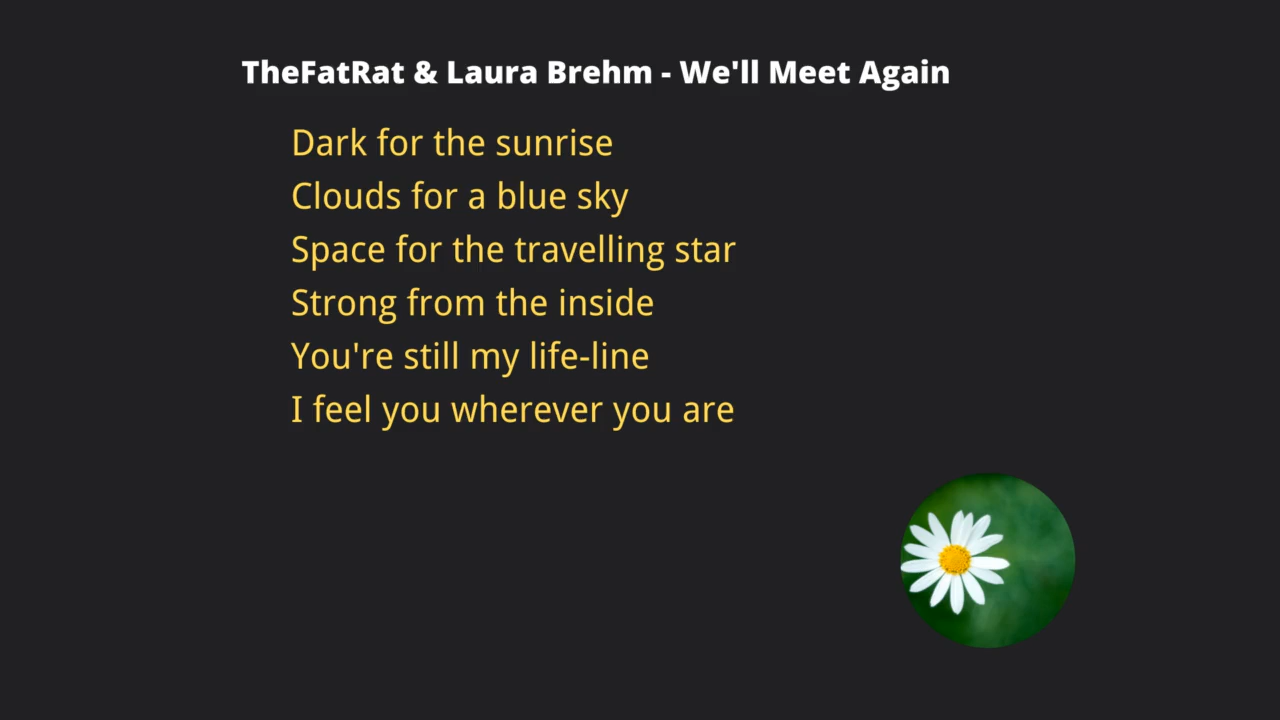 TheFatRat & Laura Brehm - We'll Meet Again
Dark for the sunrise
Clouds for a blue sky
Space for the travelling star
Strong from the inside
You're still my life-line
I feel you wherever you are